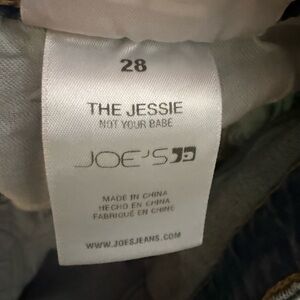 28
THE JESSIE
NOT YOUR BABE
JOE'S
MADE IN CHINA
HECHO EN CHINA
FABRIQUÉ EN CHINE
WWW.JOESJEANS.COM